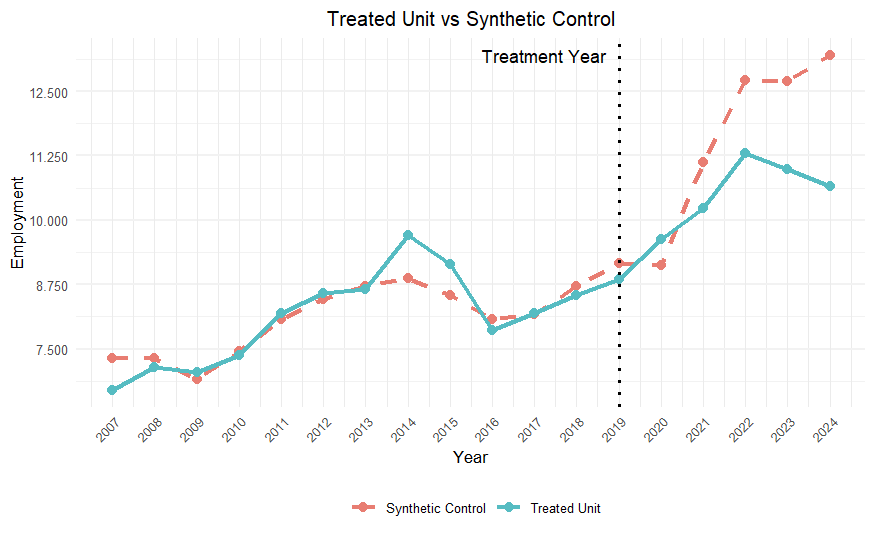 Treated Unit vs Synthetic Control
Treatment Year
12.500
11.250
10.000
8.750
7.500
Employment
2007 2008 2009 2010 2011 2012 2013 2014 2015 2016 2017 2018 2019 2020 2021 2022 2023 2024
Year
Synthetic Control Treated Unit